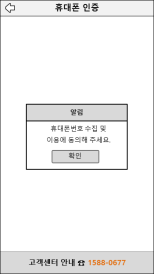 휴대폰 인증
알림
휴대폰번호 수집 및
이용에 동의해 주세요.
확인
고객센터 안내 ☎ 1588-0677